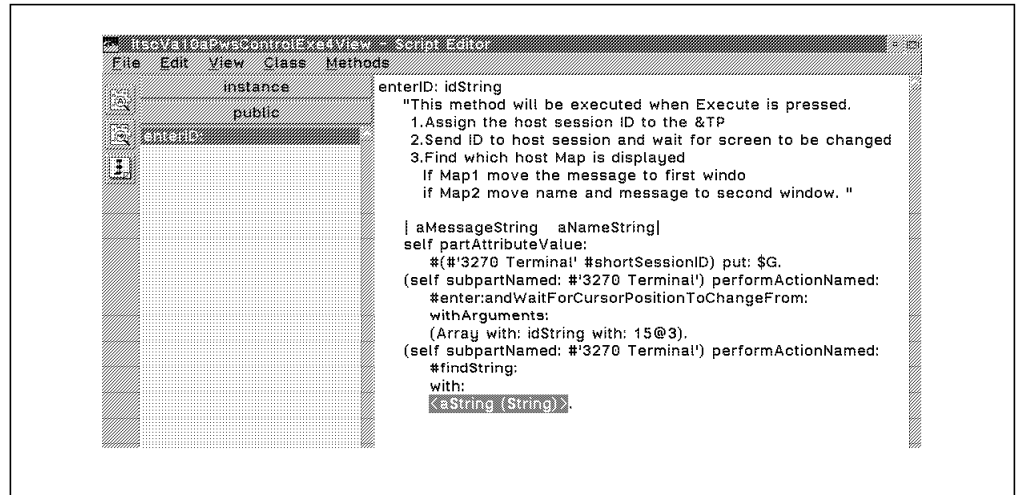 itscVa10aPwsControlExe4View - Script Editor
File Edit View Class Methods
instance
public
enterID:
enterID: idString
"This method will be executed when Execute is pressed.
1.Assign the host session ID to the &TP
2.Send ID to host session and wait for screen to be changed
3.Find which host Map is displayed
If Map1 move the message to first windo
if Map2 move name and message to second window. "
| aMessageString aNameString|
self partAttributeValue:
#(#'3270 Terminal' #shortSessionID) put: $G.
(self subpartNamed: #'3270 Terminal') performActionNamed:
#enter:andWaitForCursorPositionToChangeFrom:
withArguments:
(Array with: idString with: 15@3).
(self subpartNamed: #'3270 Terminal') performActionNamed:
#findString:
with:
<aString (String)>.